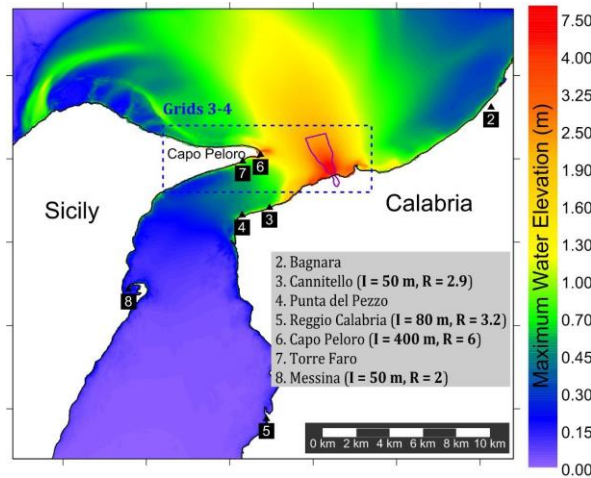 Grids 3-4
Capo Peloro
6
7
2
Sicily
Calabria
3
4
8
5
2. Bagnara
3. Cannitello (I = 50 m, R = 2.9)
4. Punta del Pezzo
5. Reggio Calabria (I = 80 m, R = 3.2)
6. Capo Peloro (I = 400 m, R = 6)
7. Torre Faro
8. Messina (I = 50 m, R = 2)
0 km 2 km 4 km 6 km 8 km 10 km
7.50
4.00
3.25
2.50
1.90
1.30
0.70
0.45
0.30
0.15
0.00
Maximum Water Elevation (m)